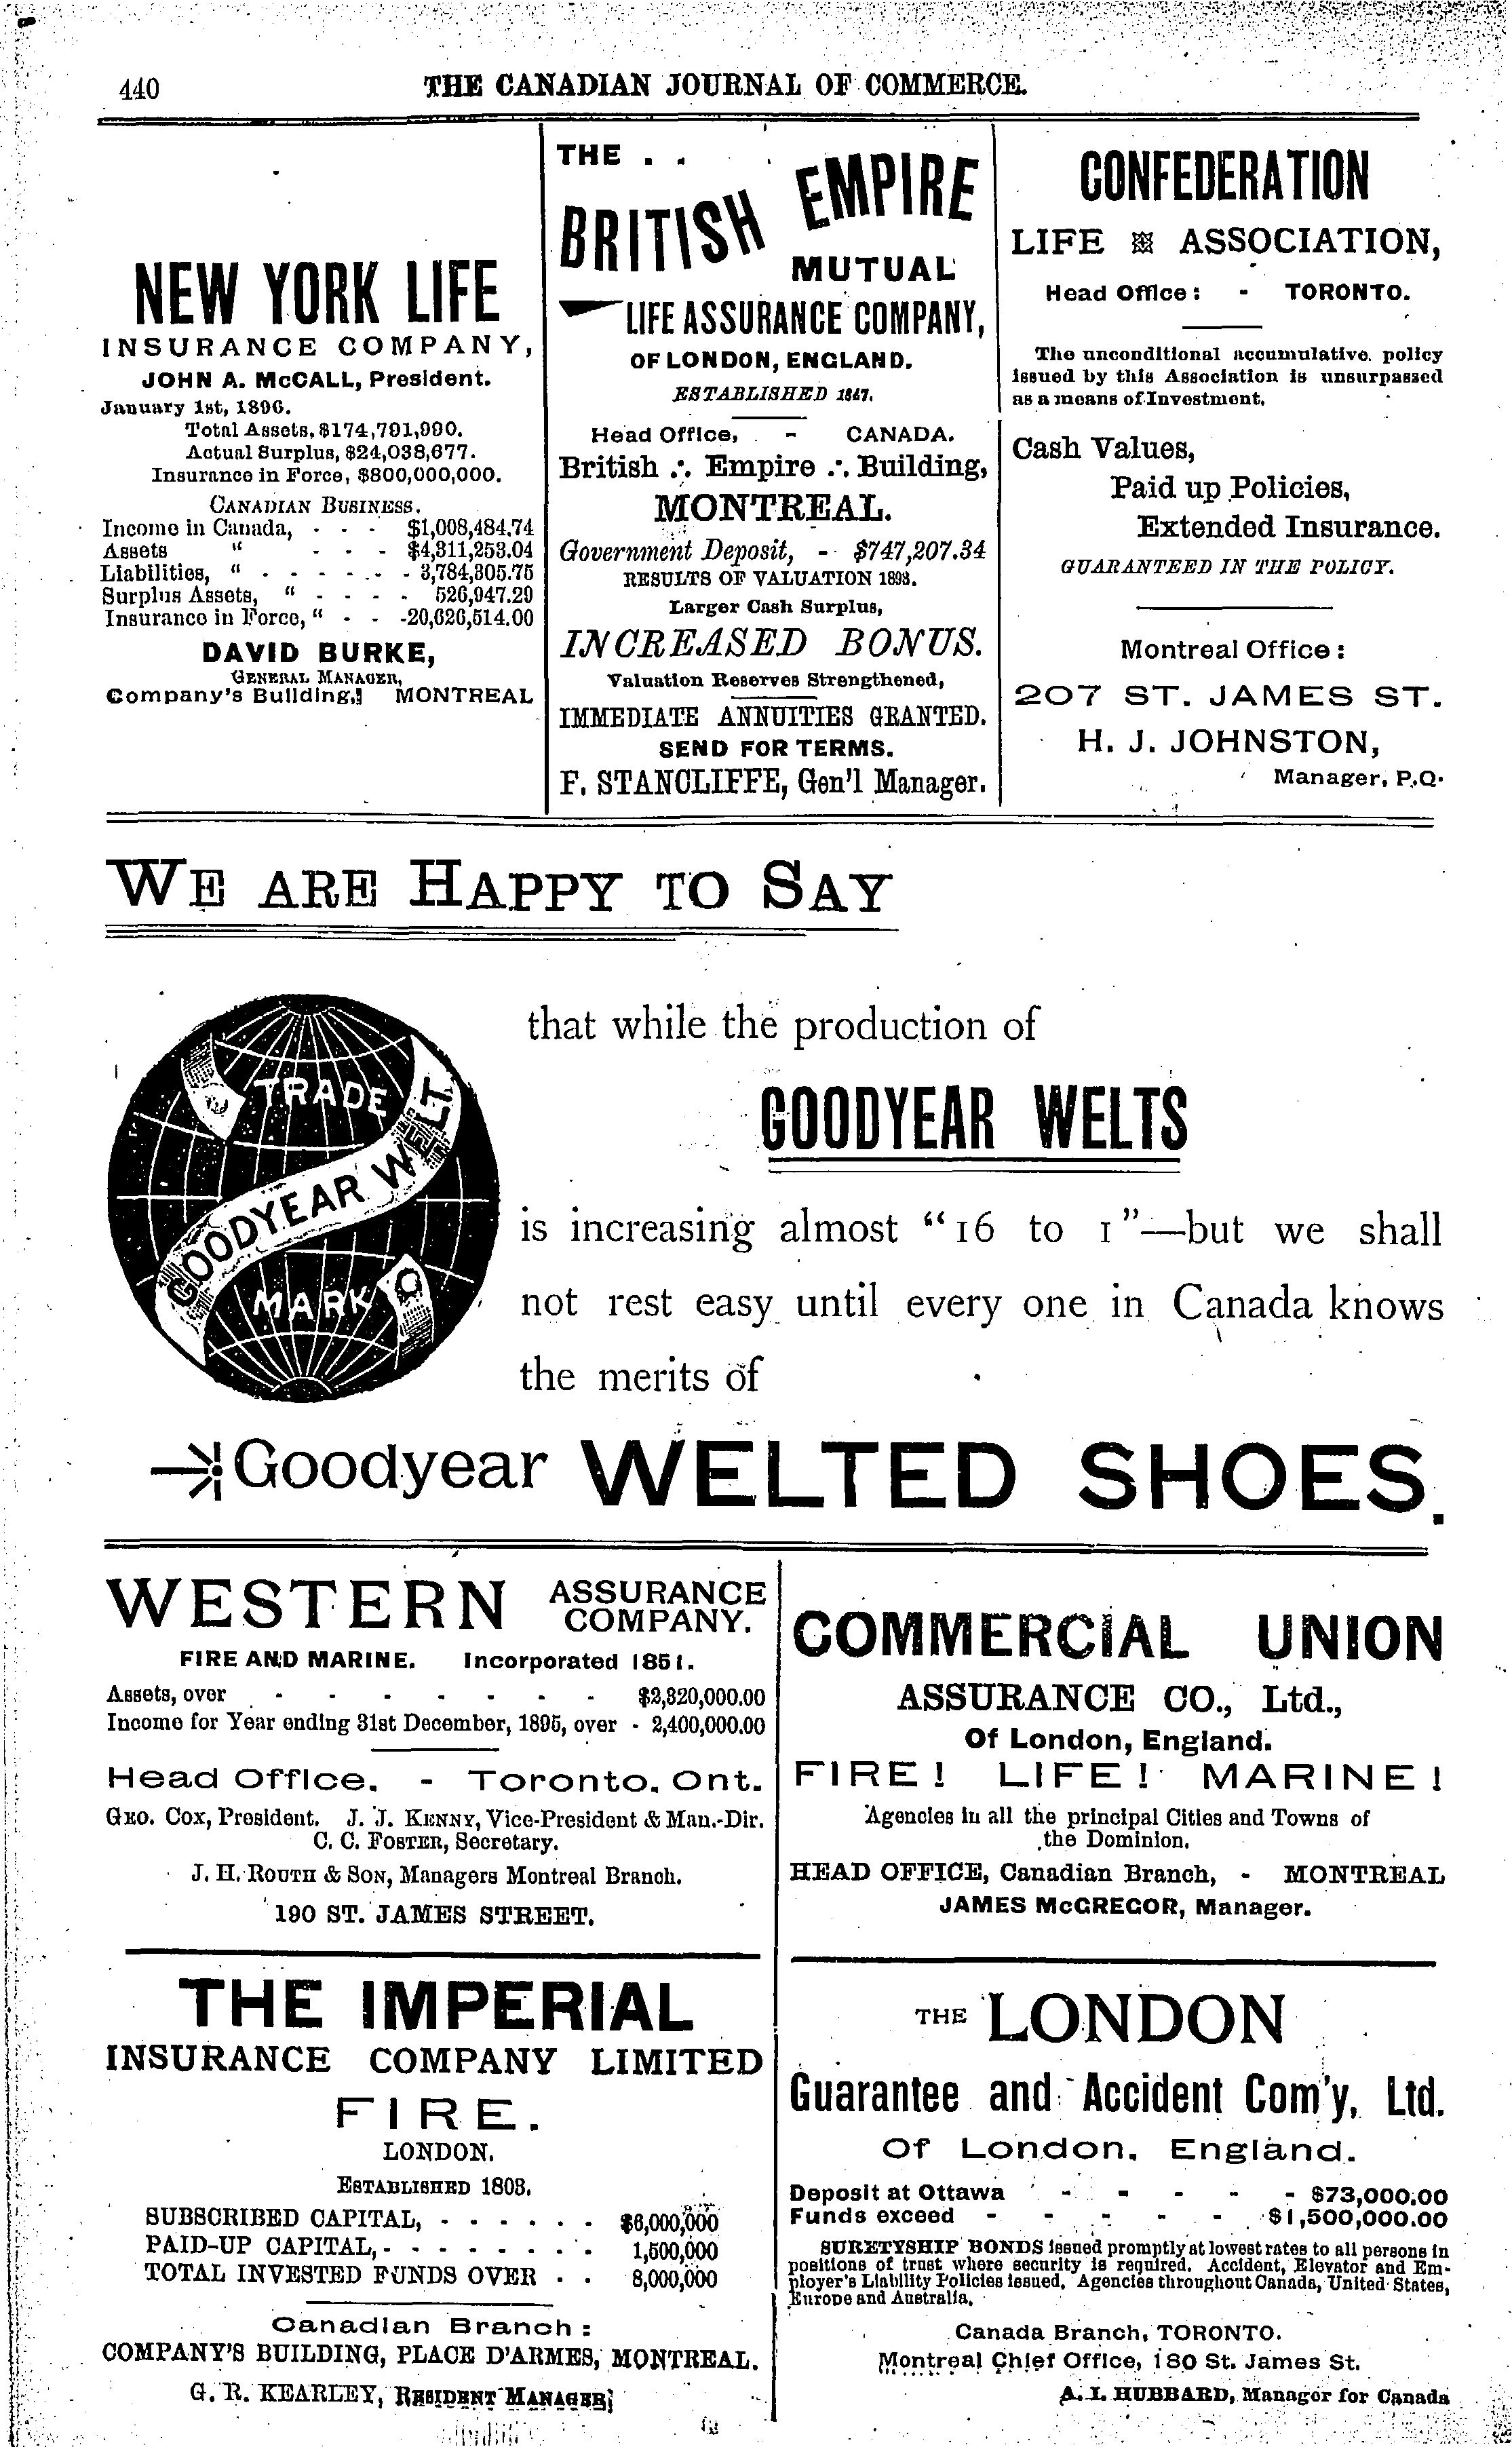 440
THE CANADIAN JOURNAL OF COMMERCE.
NEW YORK LIFE
INSURANCE COMPANY,
JOHN A. McCALL, President.
January 1st, 1896.
Total Assets, $174,791,990.
Actual Surplus, $24,038,677.
Insurance in Force, $800,000,000.
CANADIAN BUSINESS.
Income in Canada, - - - $1,008,484.74
Assets " - - - $4,311,253.04
Liabilities, " - - - - - - 3,784,305.75
Surplus Assets, " - - - - 526,947.29
Insurance in Force, " - - -20,626,514.00
DAVID BURKE,
GENERAL MANAGER,
Company's Building, MONTREAL
THE . .
BRITISH EMPIRE
MUTUAL
LIFE ASSURANCE COMPANY,
OF LONDON, ENGLAND.
ESTABLISHED 1847.
Head Office, - CANADA.
British ∴ Empire ∴ Building,
MONTREAL.
Government Deposit, - $747,207.34
RESULTS OF VALUATION 1893.
Larger Cash Surplus,
INCREASED BONUS.
Valuation Reserves Strengthened,
IMMEDIATE ANNUITIES GRANTED.
SEND FOR TERMS.
F. STANCLIFFE, Gen'l Manager.
CONFEDERATION
LIFE ASSOCIATION,
Head Office: - TORONTO.
The unconditional accumulative policy
issued by this Association is unsurpassed
as a means of Investment.
Cash Values,
Paid up Policies,
Extended Insurance.
GUARANTEED IN THE POLICY.
Montreal Office:
207 ST. JAMES ST.
H. J. JOHNSTON,
Manager, P.Q.
WE ARE HAPPY TO SAY
TRADE
GOODYEAR WELT
MARK
that while the production of
GOODYEAR WELTS
is increasing almost "16 to 1"—but we shall
not rest easy until every one in Canada knows
the merits of
Goodyear WELTED SHOES.
WESTERN ASSURANCE
COMPANY.
FIRE AND MARINE. Incorporated 1851.
Assets, over - - - - - - - $2,320,000.00
Income for Year ending 31st December, 1895, over - 2,400,000.00
Head Office, - Toronto, Ont.
GEO. COX, President. J. J. KENNY, Vice-President & Man.-Dir.
C. C. FOSTER, Secretary.
J. H. ROUTH & SON, Managers Montreal Branch.
190 ST. JAMES STREET.
COMMERCIAL UNION
ASSURANCE CO., Ltd.,
Of London, England.
FIRE! LIFE! MARINE!
Agencies in all the principal Cities and Towns of
the Dominion.
HEAD OFFICE, Canadian Branch, - MONTREAL
JAMES McGREGOR, Manager.
THE IMPERIAL
INSURANCE COMPANY LIMITED
FIRE.
LONDON.
ESTABLISHED 1803.
SUBSCRIBED CAPITAL, - - - - - - $6,000,000
PAID-UP CAPITAL, - - - - - - - - 1,500,000
TOTAL INVESTED FUNDS OVER - - 8,000,000
Canadian Branch:
COMPANY'S BUILDING, PLACE D'ARMES, MONTREAL.
G. R. KEARLEY, RESIDENT MANAGER;
THE LONDON
Guarantee and Accident Com'y, Ltd.
Of London, England.
Deposit at Ottawa - - - - - $73,000.00
Funds exceed - - - - - $1,500,000.00
SURETYSHIP BONDS issued promptly at lowest rates to all persons in
positions of trust where security is required. Accident, Elevator and Em-
ployer's Liability Policies issued. Agencies throughout Canada, United States,
Europe and Australia.
Canada Branch, TORONTO.
Montreal Chief Office, 180 St. James St.
A. I. HUBBARD, Manager for Canada